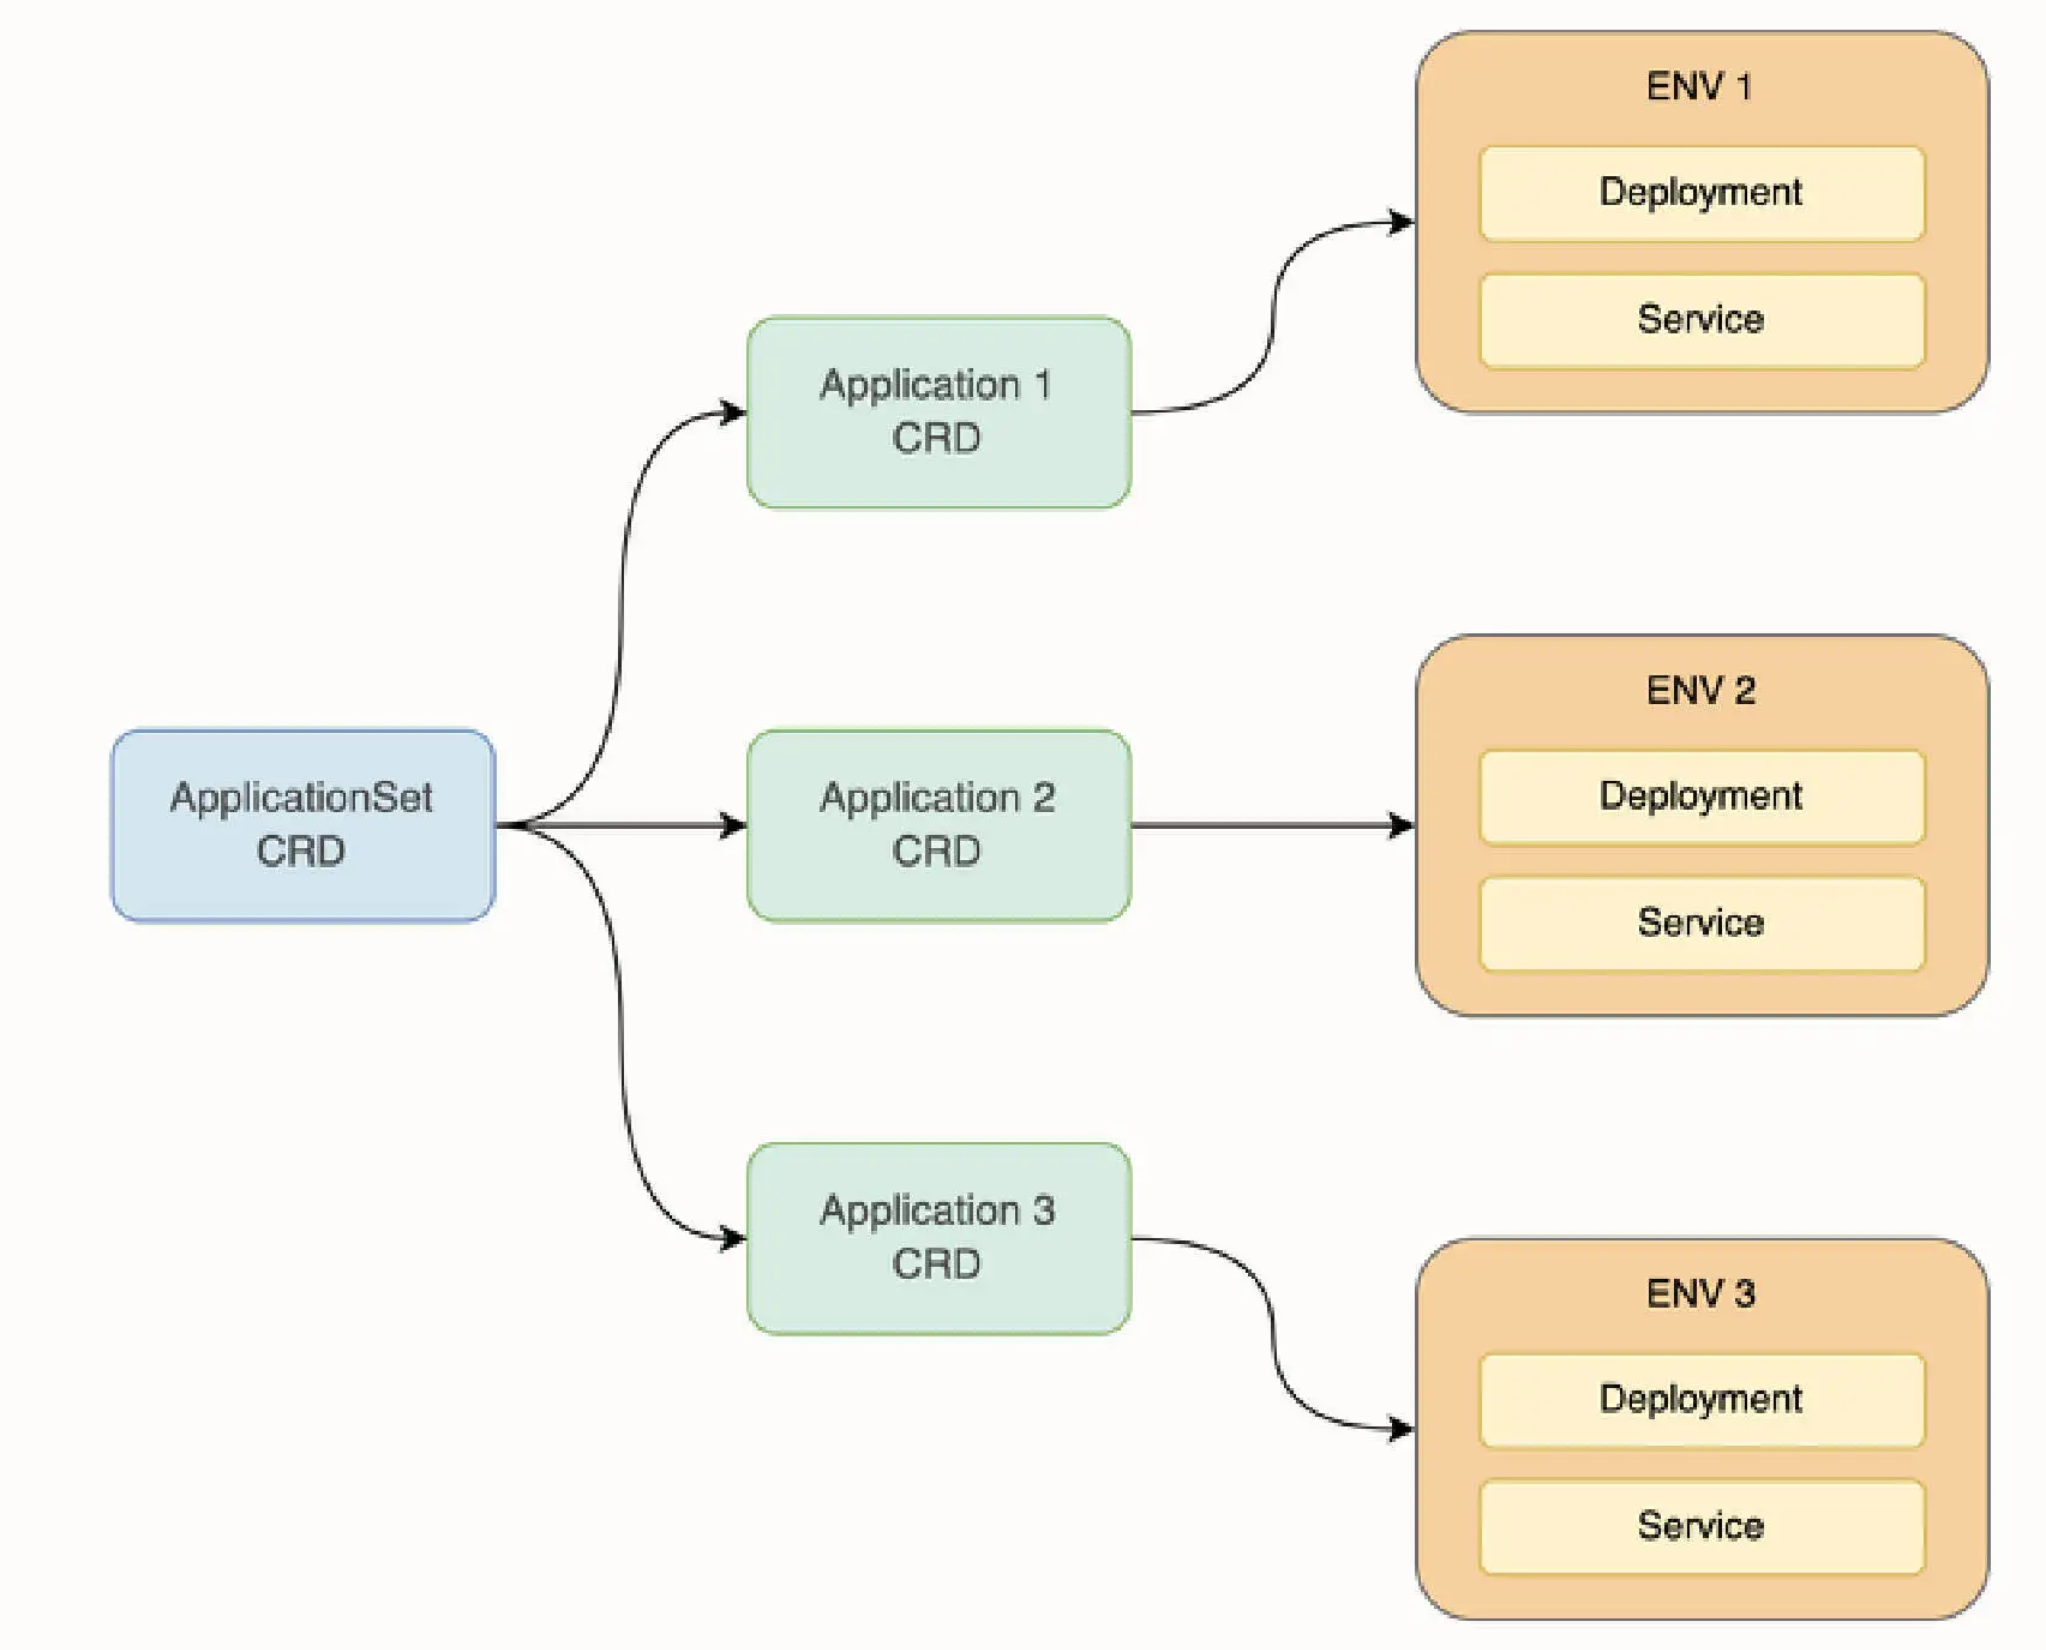 ApplicationSet
CRD
Application 1
CRD
Application 2
CRD
Application 3
CRD
ENV 1
Deployment
Service
ENV 2
Deployment
Service
ENV 3
Deployment
Service